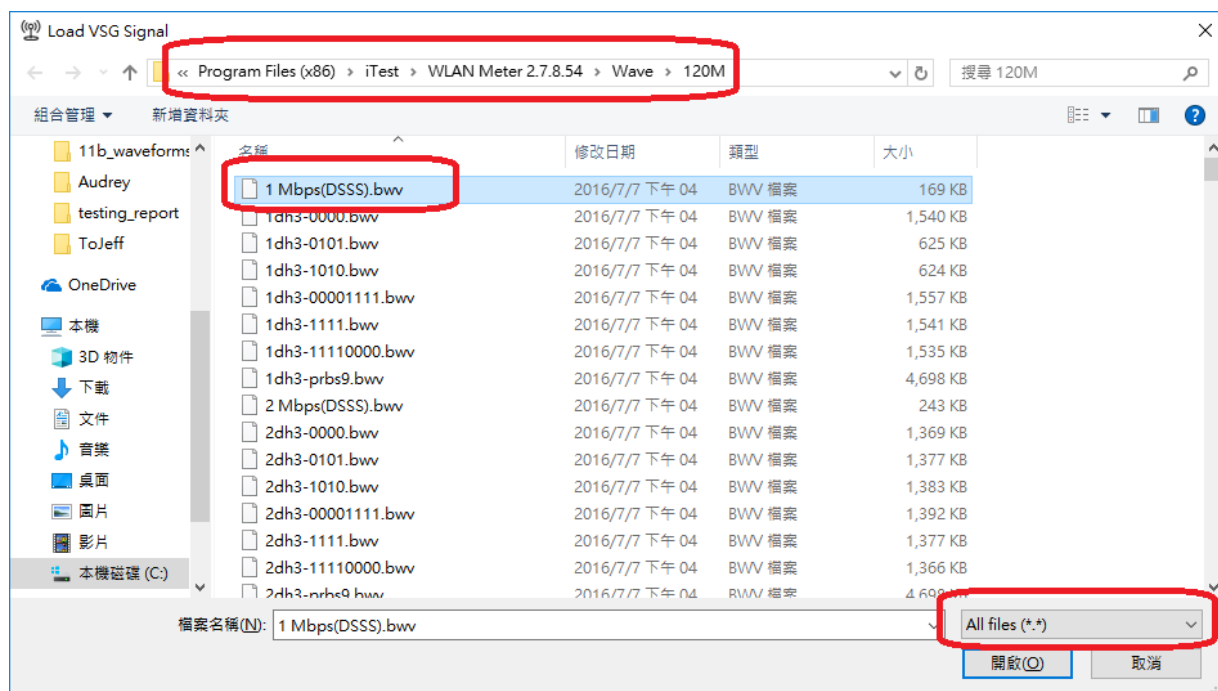 Load VSG Signal
« Program Files (x86) › iTest › WLAN Meter 2.7.8.54 › Wave › 120M
搜尋 120M
組合管理 新增資料夾
名稱 修改日期 類型 大小
11b_waveforms
Audrey
testing_report
ToJeff
OneDrive
本機
3D 物件
下載
文件
音樂
桌面
圖片
影片
本機磁碟 (C:)
1 Mbps(DSSS).bwv 2016/7/7 下午 04 BWV 檔案 169 KB
1dh3-0000.bwv 2016/7/7 下午 04 BWV 檔案 1,540 KB
1dh3-0101.bwv 2016/7/7 下午 04 BWV 檔案 625 KB
1dh3-1010.bwv 2016/7/7 下午 04 BWV 檔案 624 KB
1dh3-00001111.bwv 2016/7/7 下午 04 BWV 檔案 1,557 KB
1dh3-1111.bwv 2016/7/7 下午 04 BWV 檔案 1,541 KB
1dh3-11110000.bwv 2016/7/7 下午 04 BWV 檔案 1,535 KB
1dh3-prbs9.bwv 2016/7/7 下午 04 BWV 檔案 4,698 KB
2 Mbps(DSSS).bwv 2016/7/7 下午 04 BWV 檔案 243 KB
2dh3-0000.bwv 2016/7/7 下午 04 BWV 檔案 1,369 KB
2dh3-0101.bwv 2016/7/7 下午 04 BWV 檔案 1,377 KB
2dh3-1010.bwv 2016/7/7 下午 04 BWV 檔案 1,383 KB
2dh3-00001111.bwv 2016/7/7 下午 04 BWV 檔案 1,392 KB
2dh3-1111.bwv 2016/7/7 下午 04 BWV 檔案 1,377 KB
2dh3-11110000.bwv 2016/7/7 下午 04 BWV 檔案 1,366 KB
2dh3-prbs9.bwv 2016/7/7 下午 04 BWV 檔案
檔案名稱(N): 1 Mbps(DSSS).bwv All files (*.*)
開啟(O) 取消